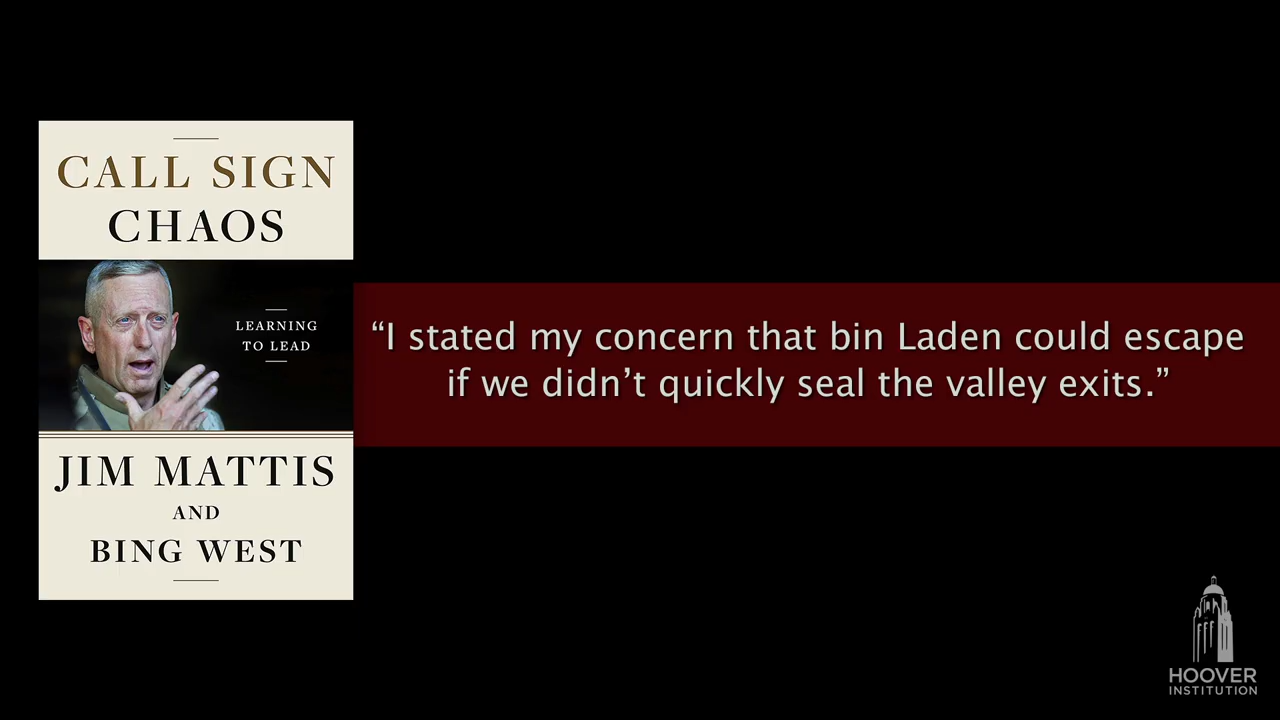 CALL SIGN
CHAOS
LEARNING
TO LEAD
JIM MATTIS
AND
BING WEST
“I stated my concern that bin Laden could escape
if we didn’t quickly seal the valley exits.”
HOOVER
INSTITUTION